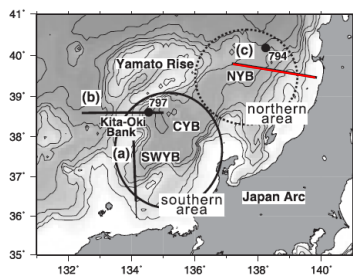 41°
40°
39°
38°
37°
36°
35°
(c)
794
Yamato Rise
NYB
(b)
797
northern
area
Kita-Oki
Bank
CYB
(a)
SWYB
southern
area
Japan Arc
132°
134°
136°
138°
140°